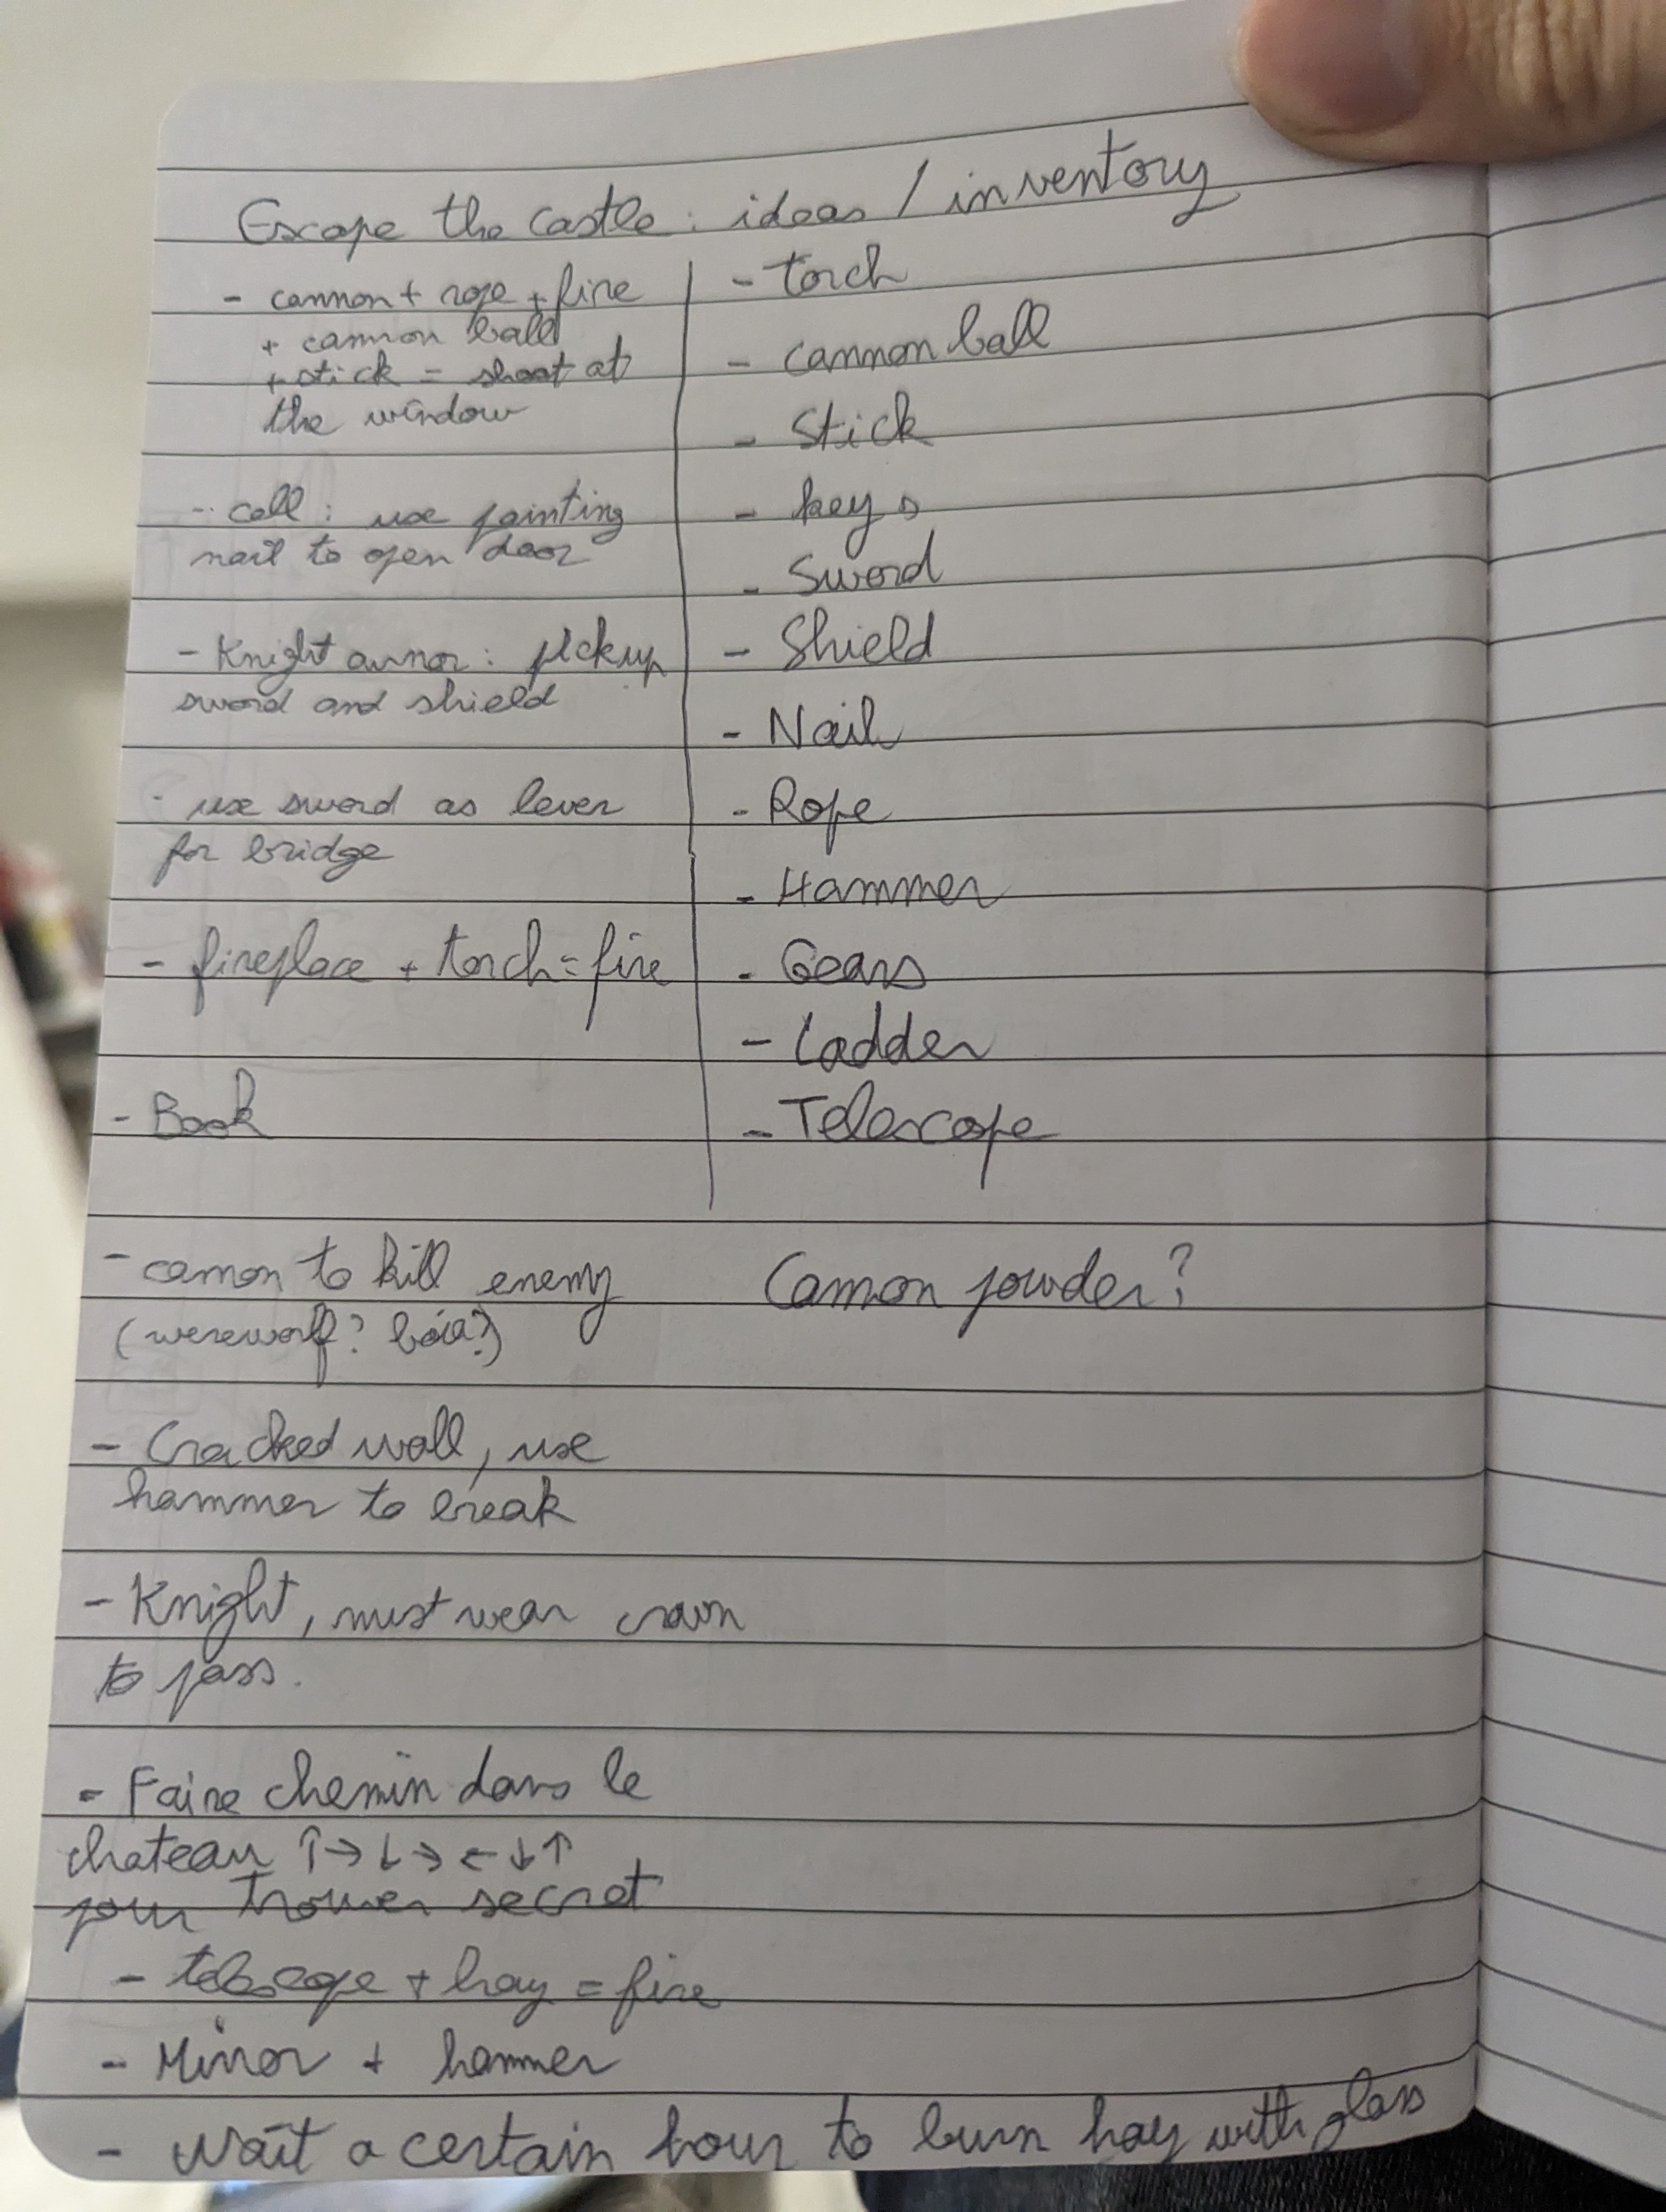 Escape the castle : ideas / inventory
- cannon + rope + fire
+ cannon ball
+ stick = shoot at
the window
- cell : use painting
nail to open door
- Knight armor : pickup
sword and shield
- use sword as lever
for bridge
- fireplace + torch = fire
- Book
- torch
- cannon ball
- Stick
- keys
- Sword
- Shield
- Nail
- Rope
- Hammer
- Gears
- Ladder
- Telescope
- canon to kill enemy
(werewolf? boia?)
Canon powder?
- Cracked wall, use
hammer to break
- Knight, must wear crown
to pass.
- Faire chemin dans le
chateau ↑→↓→←↓↑
pour trouver secret
- telescope + hay = fire
- Mirror + hammer
- Wait a certain hour to burn hay with glass